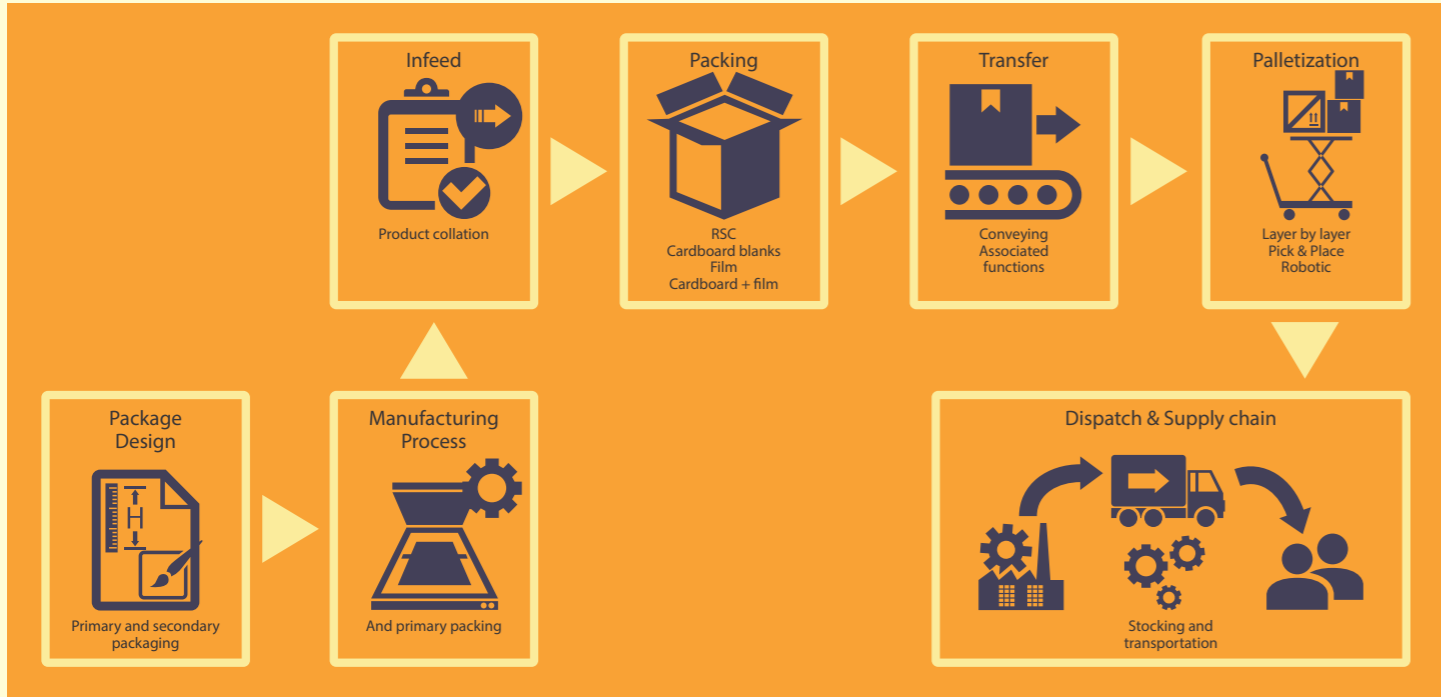 Infeed
Product collation
Packing
RSC
Cardboard blanks
Film
Cardboard + film
Transfer
Conveying
Associated
functions
Palletization
Layer by layer
Pick & Place
Robotic
Package
Design
H
Primary and secondary
packaging
Manufacturing
Process
And primary packing
Dispatch & Supply chain
Stocking and
transportation